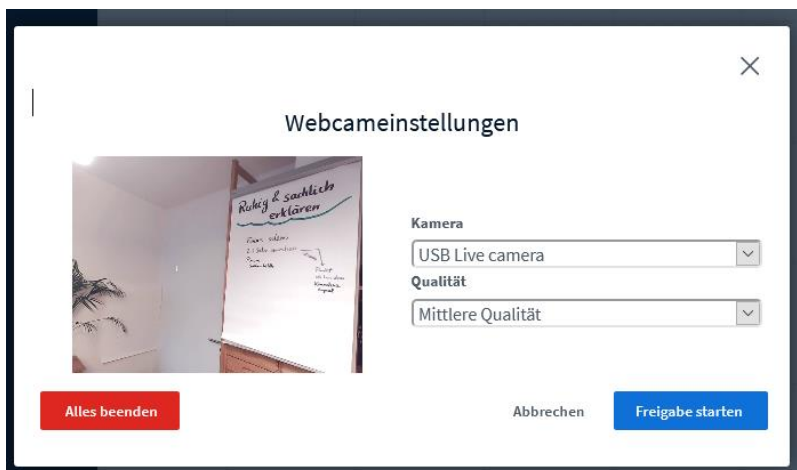 Webcameinstellungen
Ruhig & sachlich
erklären
Kamera
USB Live camera
Qualität
Mittlere Qualität
Alles beenden
Abbrechen
Freigabe starten